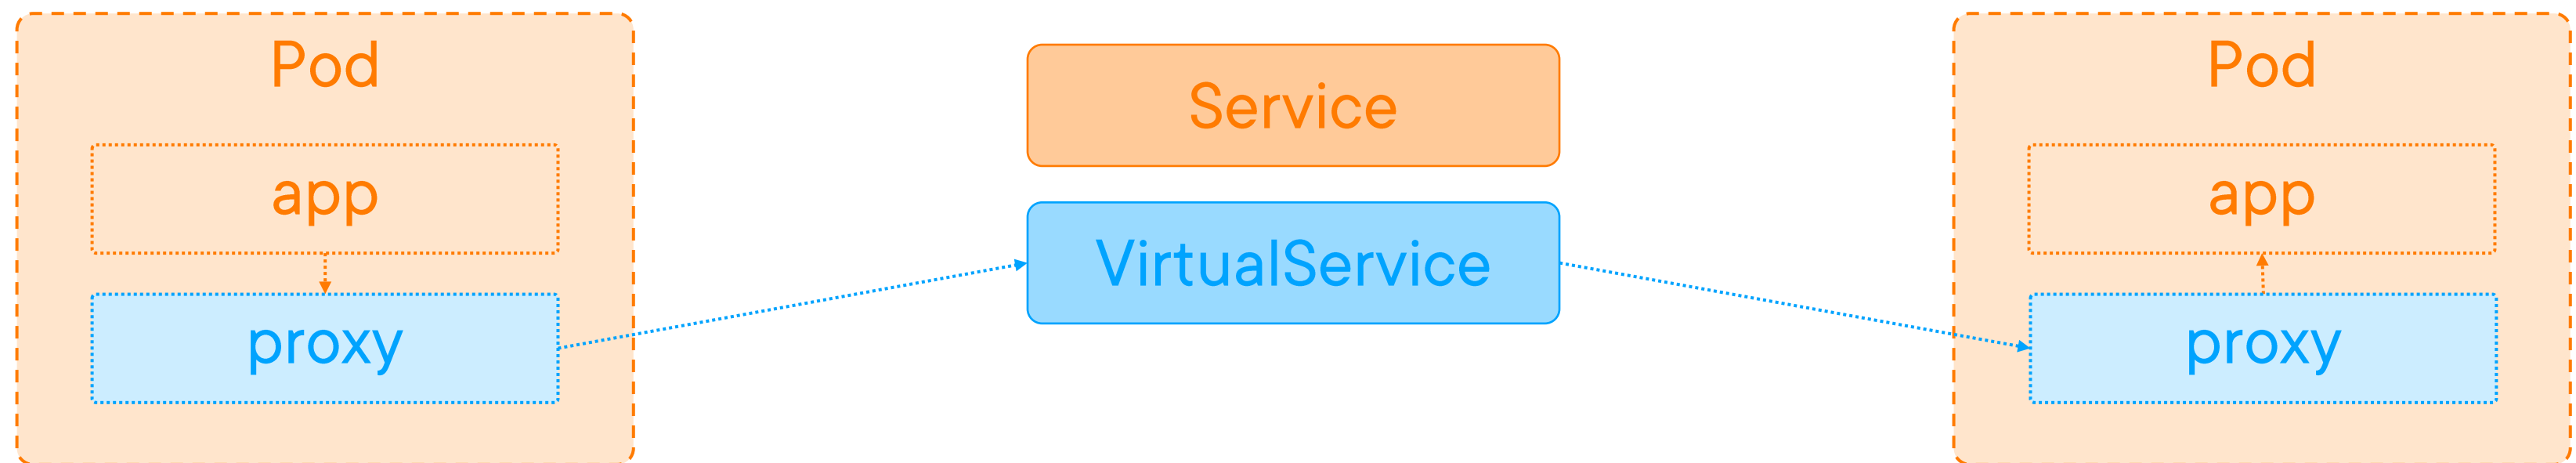 Pod
app
proxy
Service
VirtualService
Pod
app
proxy